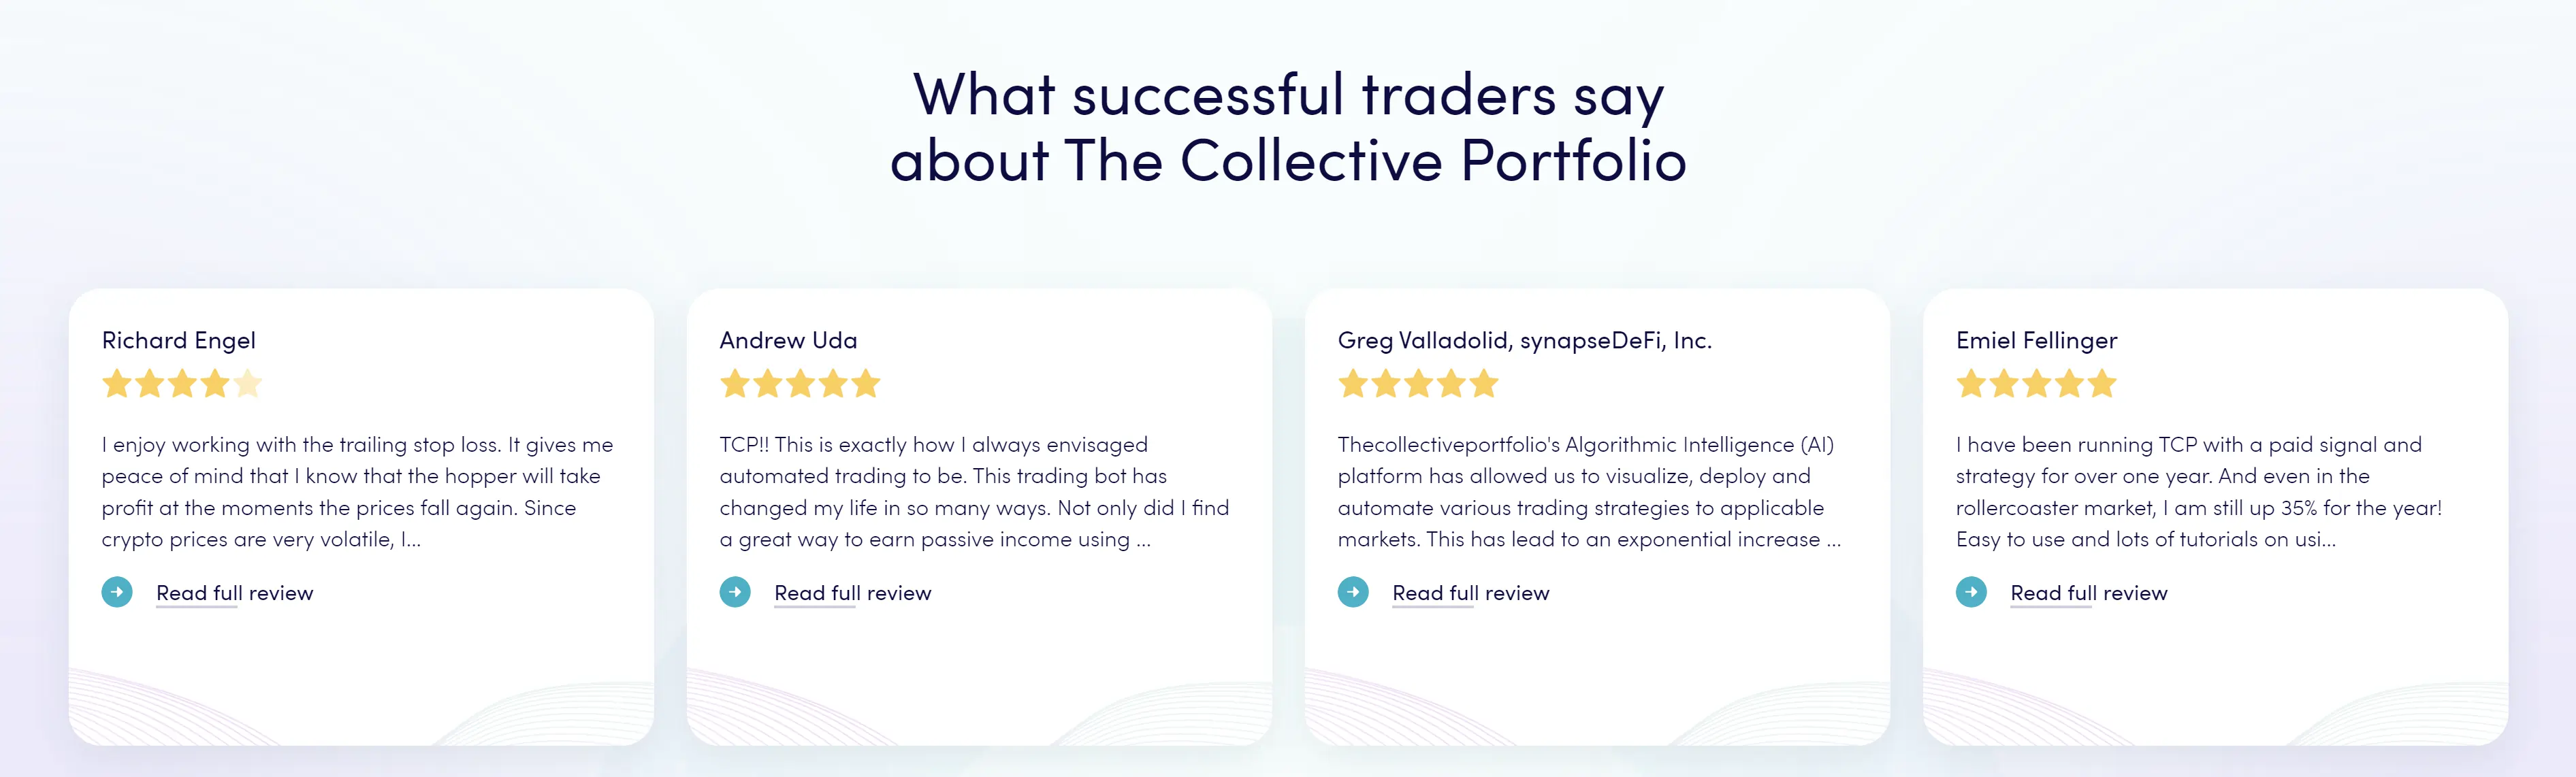 What successful traders say
about The Collective Portfolio
Richard Engel
I enjoy working with the trailing stop loss. It gives me
peace of mind that I know that the hopper will take
profit at the moments the prices fall again. Since
crypto prices are very volatile, I...
Read full review
Andrew Uda
TCP!! This is exactly how I always envisaged
automated trading to be. This trading bot has
changed my life in so many ways. Not only did I find
a great way to earn passive income using ...
Read full review
Greg Valladolid, synapseDeFi, Inc.
Thecollectiveportfolio's Algorithmic Intelligence (AI)
platform has allowed us to visualize, deploy and
automate various trading strategies to applicable
markets. This has lead to an exponential increase ...
Read full review
Emiel Fellinger
I have been running TCP with a paid signal and
strategy for over one year. And even in the
rollercoaster market, I am still up 35% for the year!
Easy to use and lots of tutorials on usi...
Read full review